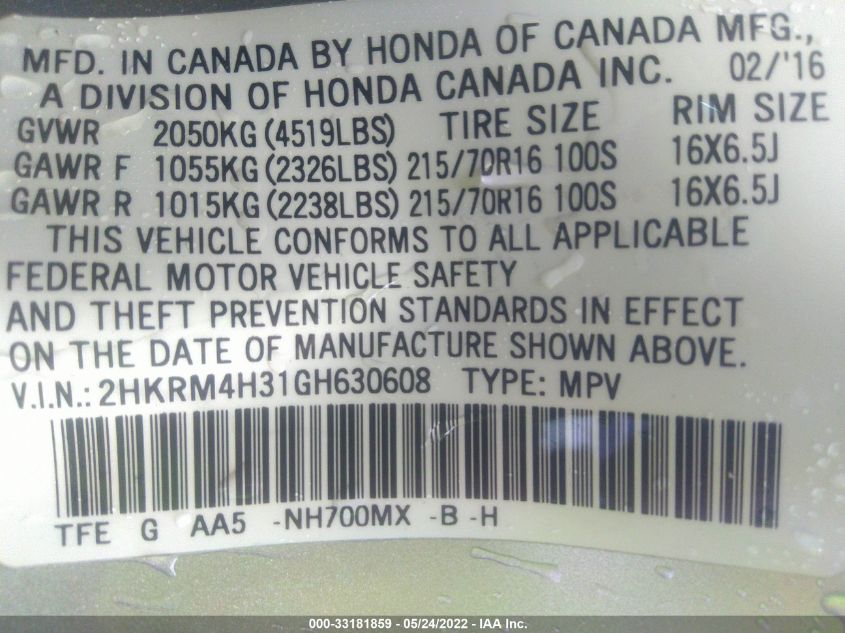 MFD. IN CANADA BY HONDA OF CANADA MFG.,
A DIVISION OF HONDA CANADA INC. 02/'16
GVWR 2050KG (4519LBS) TIRE SIZE RIM SIZE
GAWR F 1055KG (2326LBS) 215/70R16 100S 16X6.5J
GAWR R 1015KG (2238LBS) 215/70R16 100S 16X6.5J
THIS VEHICLE CONFORMS TO ALL APPLICABLE
FEDERAL MOTOR VEHICLE SAFETY
AND THEFT PREVENTION STANDARDS IN EFFECT
ON THE DATE OF MANUFACTURE SHOWN ABOVE.
V.I.N.: 2HKRM4H31GH630608 TYPE: MPV
TFE G AA5 -NH700MX -B -H
000-33181859 - 05/24/2022 - IAA Inc.